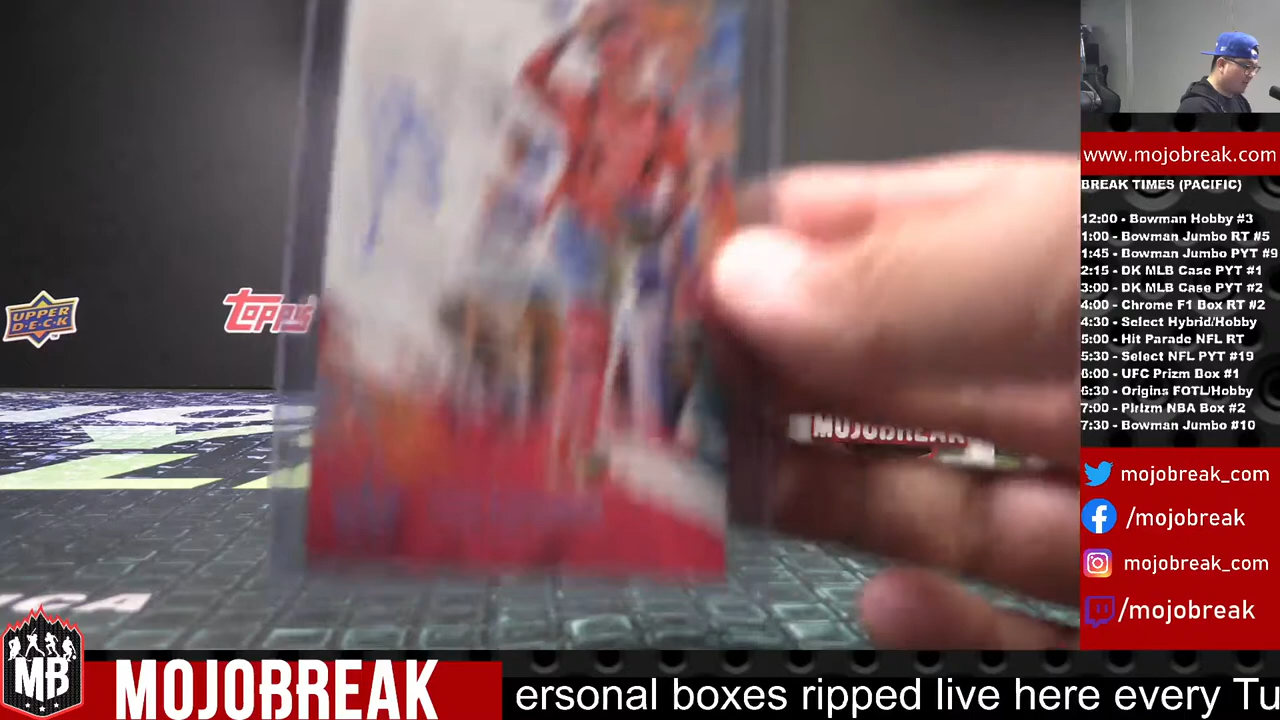 www.mojobreak.com
BREAK TIMES (PACIFIC)
12:00 - Bowman Hobby #3
1:00 - Bowman Jumbo RT #5
1:45 - Bowman Jumbo PYT #9
2:15 - DK MLB Case PYT #1
3:00 - DK MLB Case PYT #2
4:00 - Chrome F1 Box RT #2
4:30 - Select Hybrid/Hobby
5:00 - Hit Parade NFL RT
5:30 - Select NFL PYT #19
6:00 - UFC Prizm Box #1
6:30 - Origins FOTL/Hobby
7:00 - Pirizm NBA Box #2
7:30 - Bowman Jumbo #10
UPPER
DECK
TOPPS
MOJOBREAK
mojobreak_com
/mojobreak
mojobreak_com
/mojobreak
MB
MOJOBREAK
ersonal boxes ripped live here every Tu